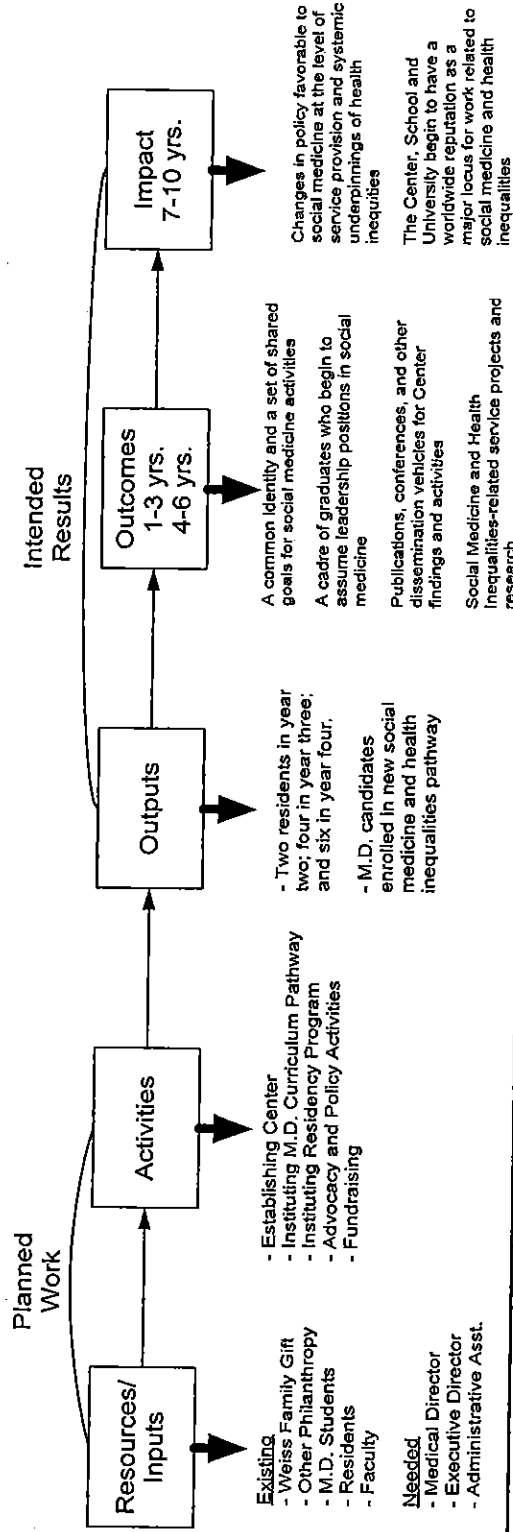 Planned
Work
Intended
Results
Resources/
Inputs
Activities
Outputs
Outcomes
1-3 yrs.
4-6 yrs.
Impact
7-10 yrs.
Existing
- Weiss Family Gift
- Other Philanthropy
- M.D. Students
- Residents
- Faculty
Needed
- Medical Director
- Executive Director
- Administrative Asst.
- Establishing Center
- Instituting M.D. Curriculum Pathway
- Instituting Residency Program
- Advocacy and Policy Activities
- Fundraising
- Two residents in year
two; four in year three;
and six in year four.
- M.D. candidates
enrolled in new social
medicine and health
inequalities pathway
A common identity and a set of shared
goals for social medicine activities
A cadre of graduates who begin to
assume leadership positions in social
medicine
Publications, conferences, and other
dissemination vehicles for Center
findings and activities
Social Medicine and Health
Inequalities-related service projects and
research
Changes in policy favorable to
social medicine at the level of
service provision and systemic
underpinnings of health
inequities
The Center, School and
University begin to have a
worldwide reputation as a
major locus for work related to
social medicine and health
inequalities